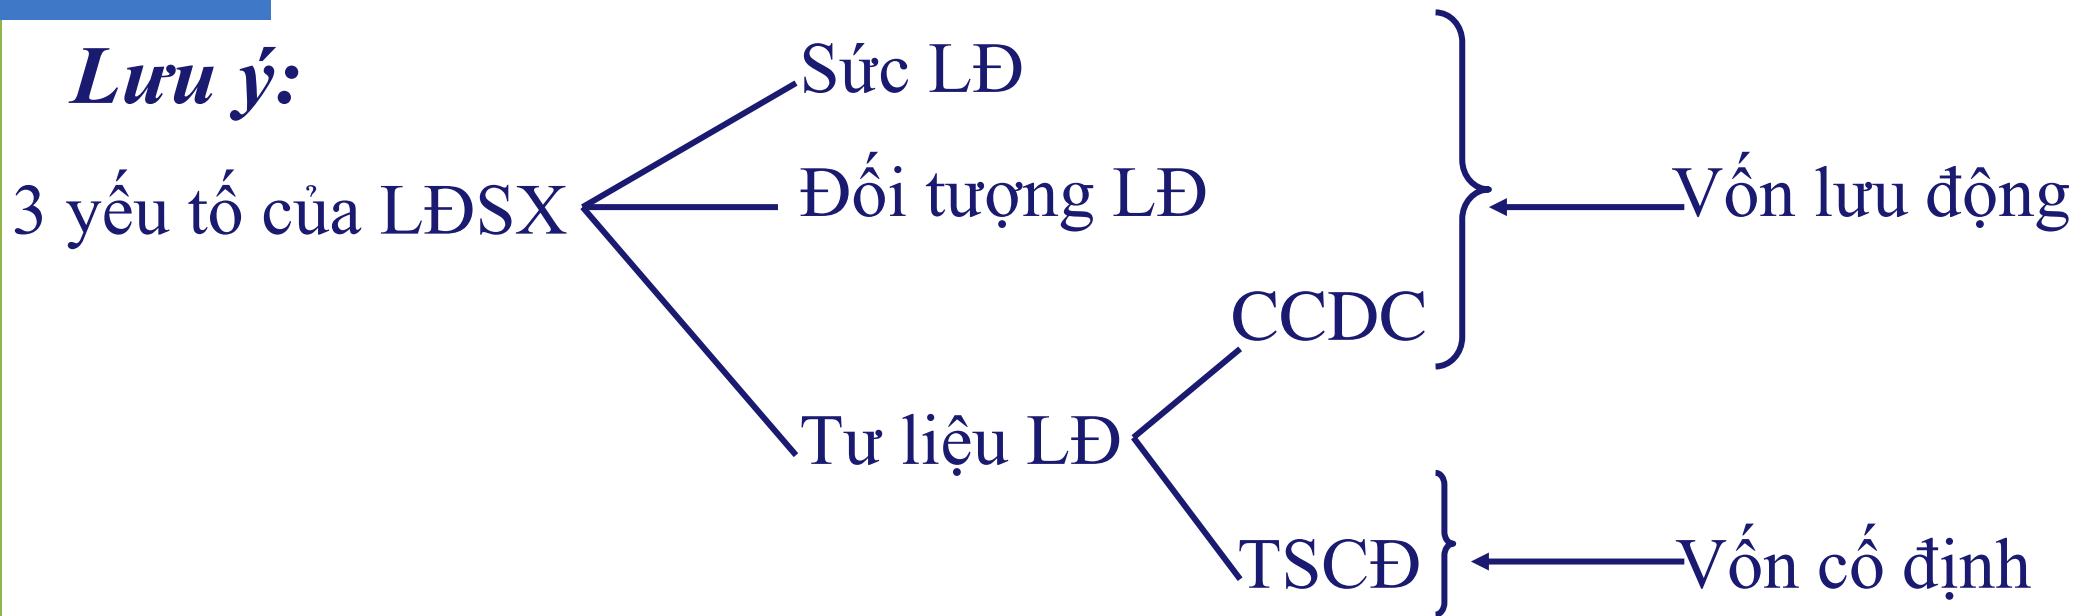 Lưu ý:
Sức LĐ
3 yếu tố của LĐSX
Đối tượng LĐ
Vốn lưu động
CCDC
Tư liệu LĐ
TSCĐ
Vốn cố định